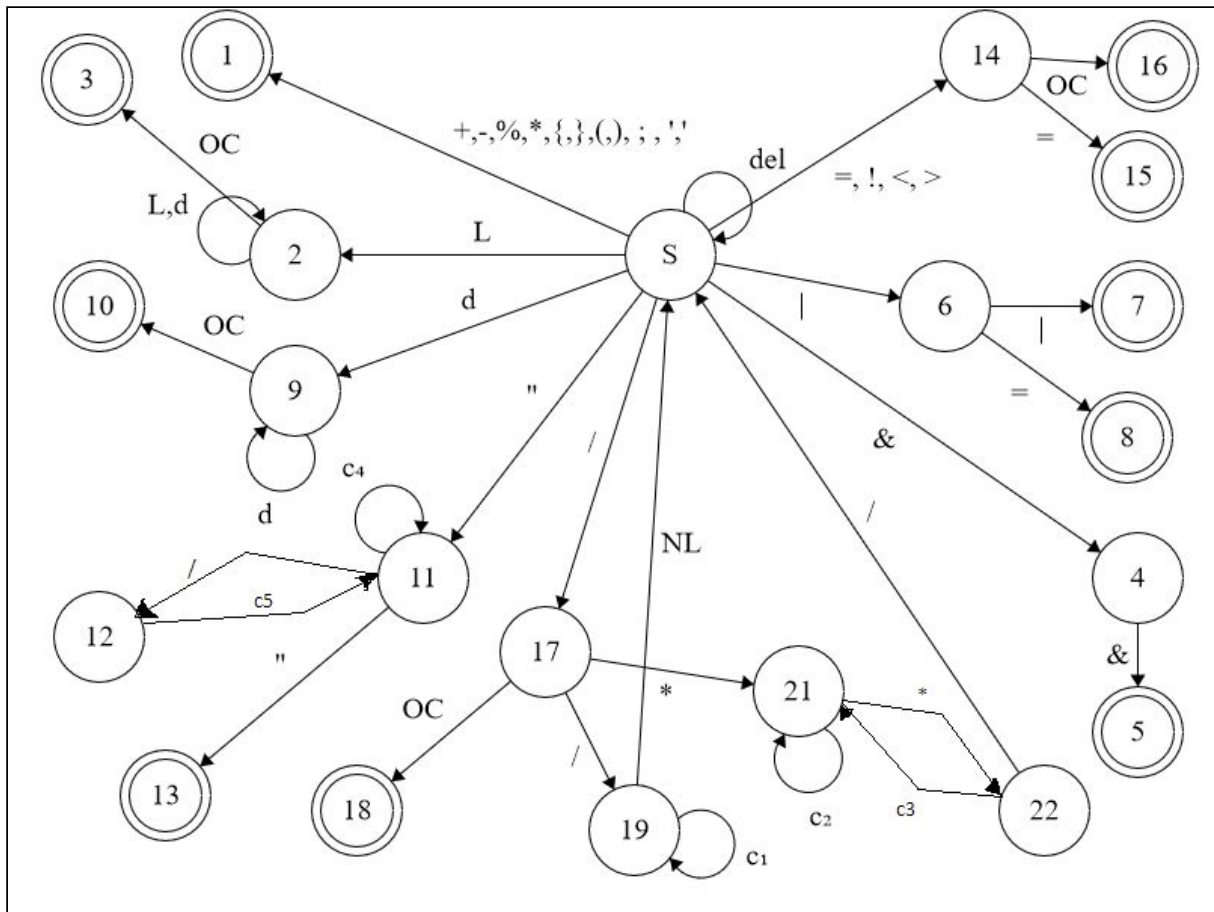 1
14
16
3
OC
+,-,%,*,{,},(,), ; , ','
OC
del
=
15
L,d
=, !, <, >
L
2
S
10
d
6
7
OC
|
|
9
"
=
8
/
&
c₄
d
/
NL
/
11
4
c5
12
"
17
*
&
OC
21
*
/
5
13
18
19
c₂
c3
22
c₁